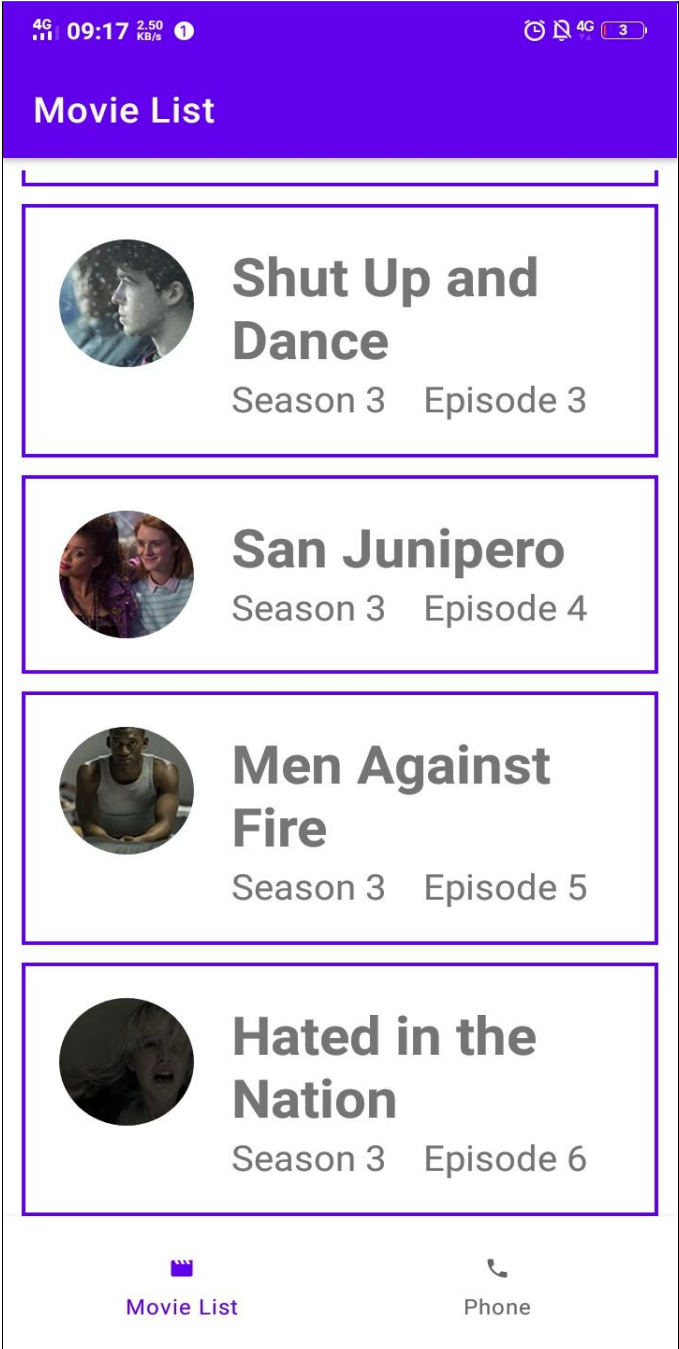 4G 09:17 2.50 KB/s 1 4G 3
Movie List
Shut Up and
Dance
Season 3 Episode 3
San Junipero
Season 3 Episode 4
Men Against
Fire
Season 3 Episode 5
Hated in the
Nation
Season 3 Episode 6
Movie List Phone